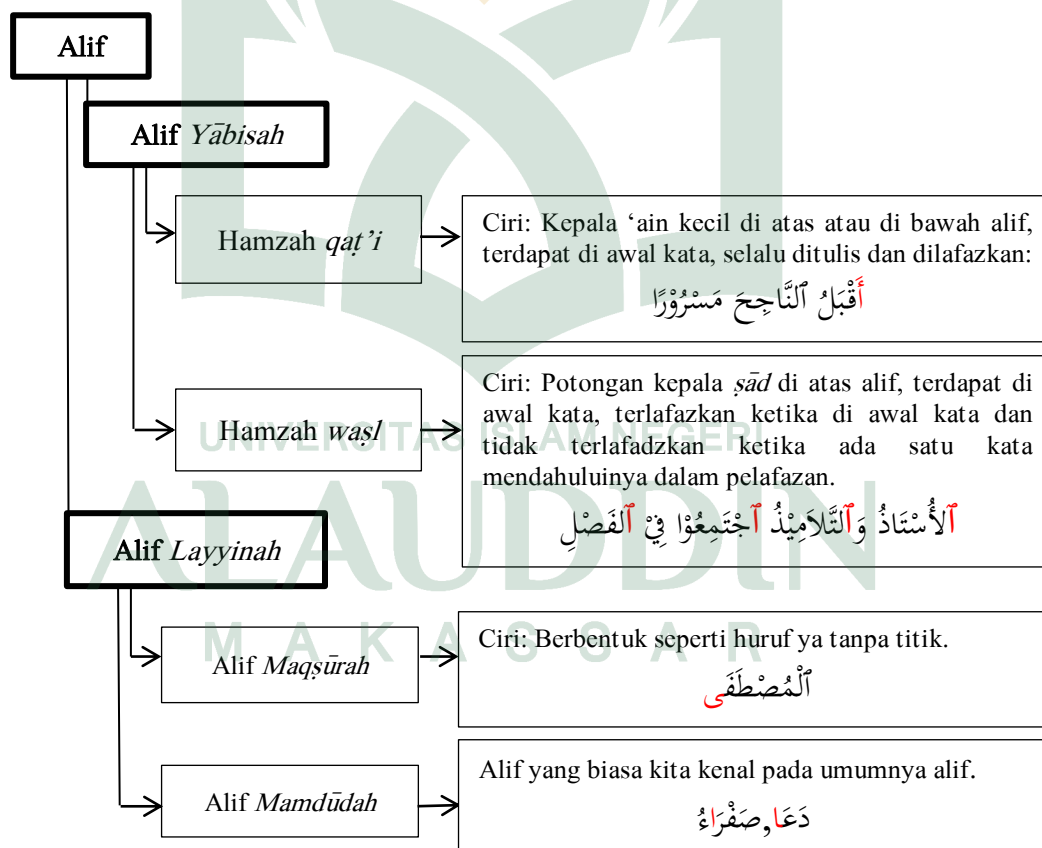 Alif
Alif Yābisah
Hamzah qaṭ’i
Ciri: Kepala ‘ain kecil di atas atau di bawah alif,
terdapat di awal kata, selalu ditulis dan dilafazkan:
أَقْبَلُ ٱلنَّاجِحَ مَسْرُوْرًا
Hamzah waṣl
Ciri: Potongan kepala ṣād di atas alif, terdapat di
awal kata, terlafazkan ketika di awal kata dan
tidak terlafadzkan ketika ada satu kata
mendahuluinya dalam pelafazan.
ٱلأُسْتَاذُ وَٱلتَّلاَمِيْذُ ٱجْتَمِعُوْا فِيْ ٱلفَصْلِ
Alif Layyinah
Alif Maqṣūrah
Ciri: Berbentuk seperti huruf ya tanpa titik.
ٱلْمُصْطَفَى
Alif Mamdūdah
Alif yang biasa kita kenal pada umumnya alif.
دَعَا,صَفْرَاءُ
UNIVERSITAS ISLAM NEGERI
ALAUDDIN
MAKASSAR